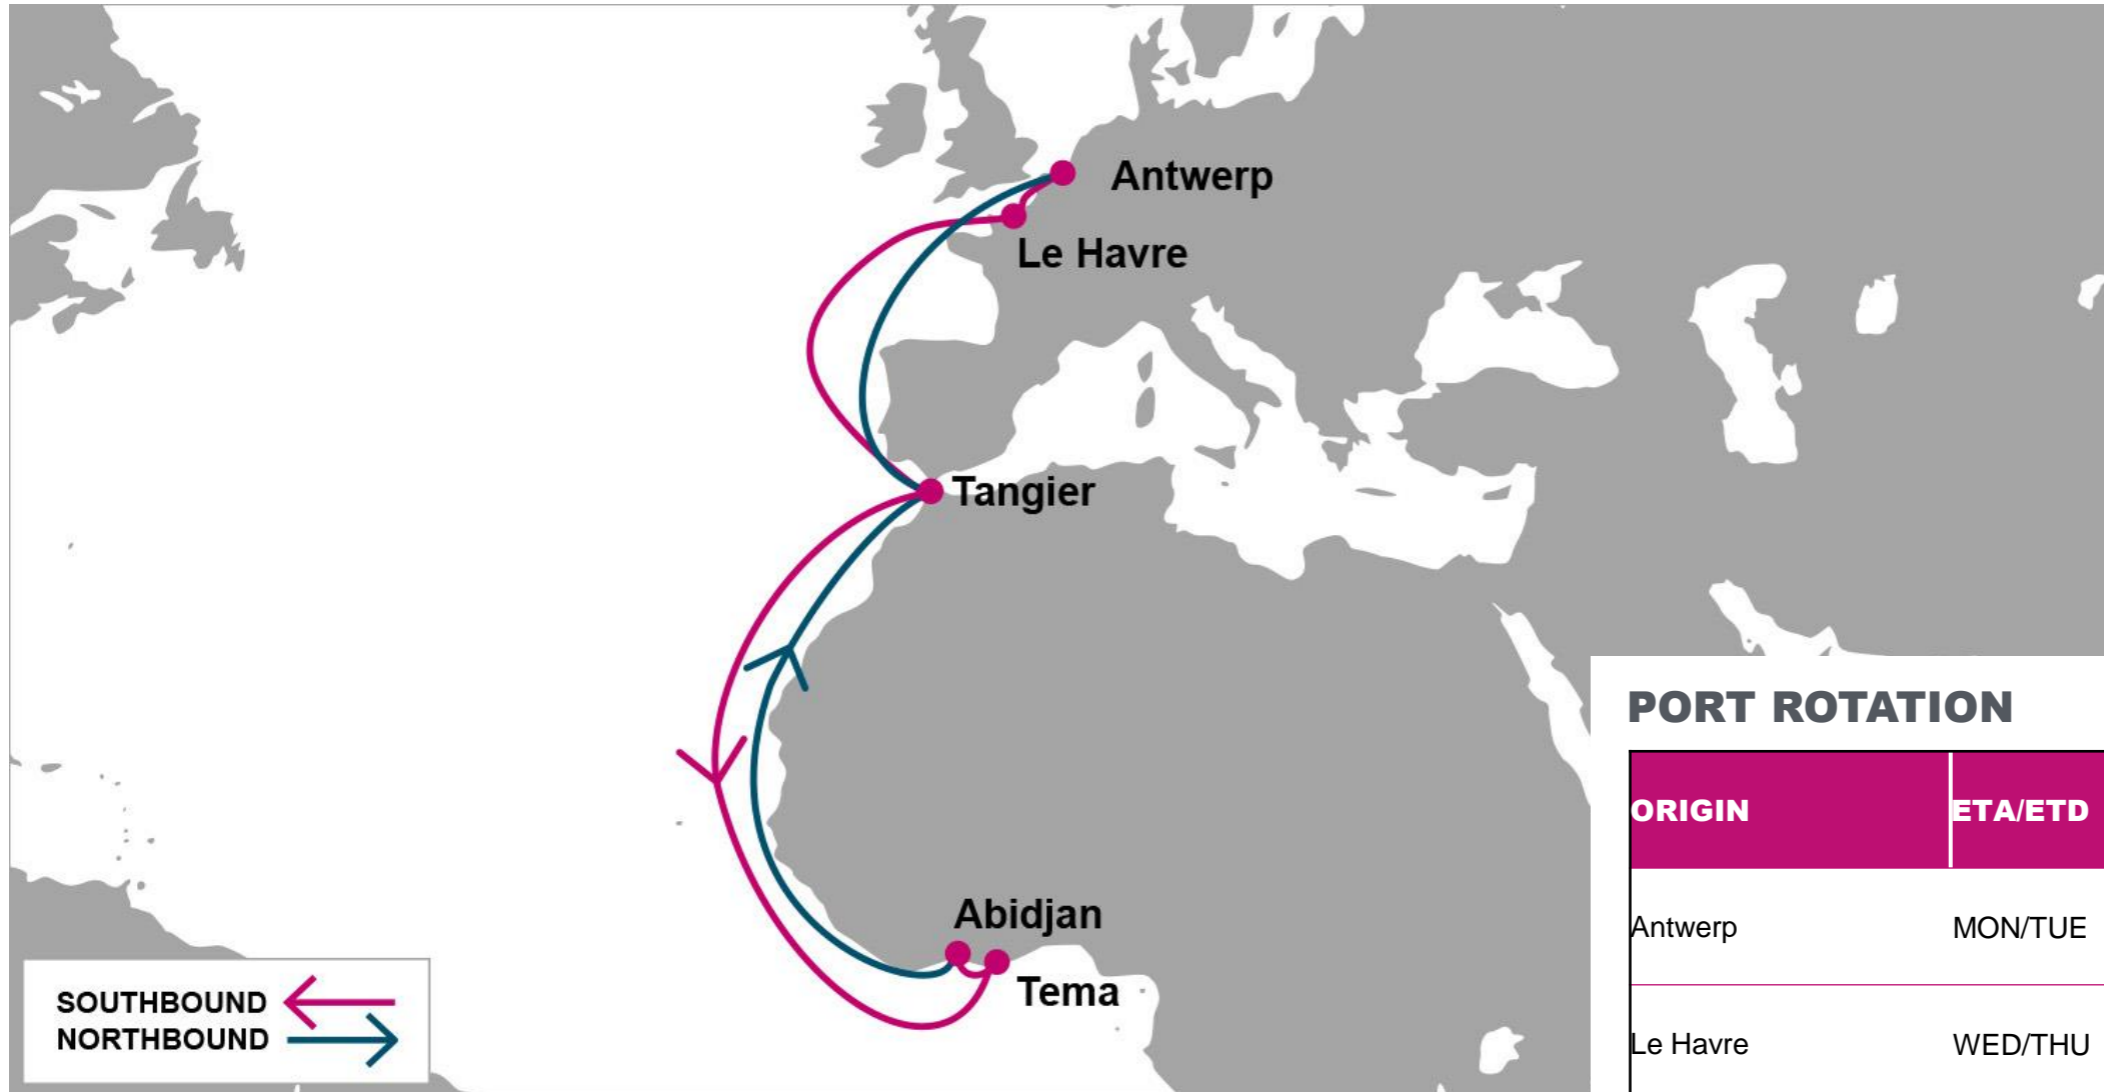 Antwerp
Le Havre
Tangier
Abidjan
Tema
SOUTHBOUND
NORTHBOUND
PORT ROTATION
ORIGIN ETA/ETD
Antwerp MON/TUE
Le Havre WED/THU